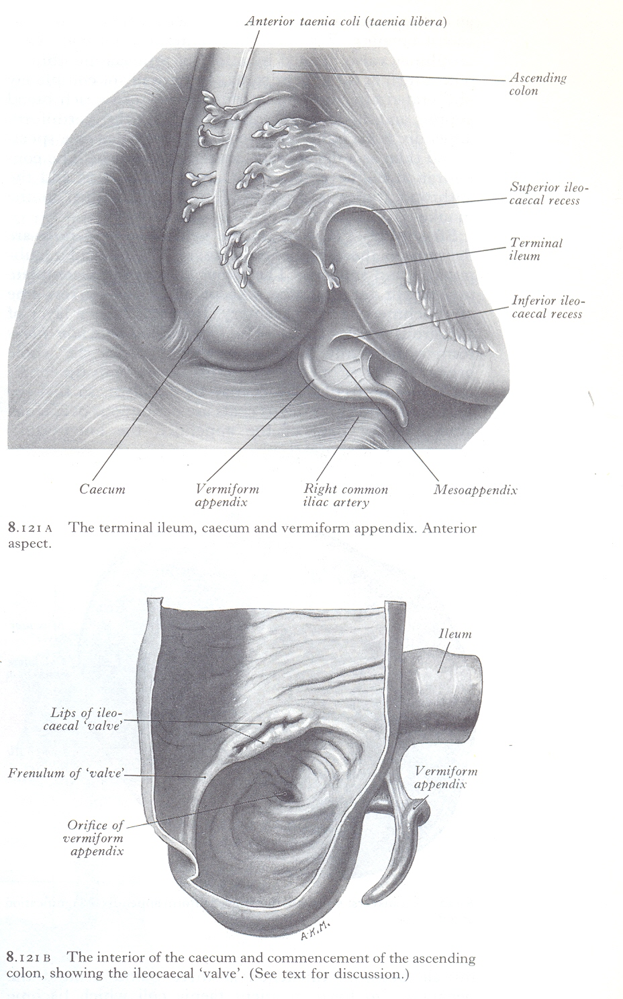 Anterior taenia coli (taenia libera)
Ascending
colon
Superior ileo-
caecal recess
Terminal
ileum
Inferior ileo-
caecal recess
Caecum
Vermiform
appendix
Right common
iliac artery
Mesoappendix
8.121 A The terminal ileum, caecum and vermiform appendix. Anterior
aspect.
Ileum
Lips of ileo-
caecal ‘valve’
Frenulum of ‘valve’
Vermiform
appendix
Orifice of
vermiform
appendix
A.K.M.
8.121 B The interior of the caecum and commencement of the ascending
colon, showing the ileocaecal ‘valve’. (See text for discussion.)